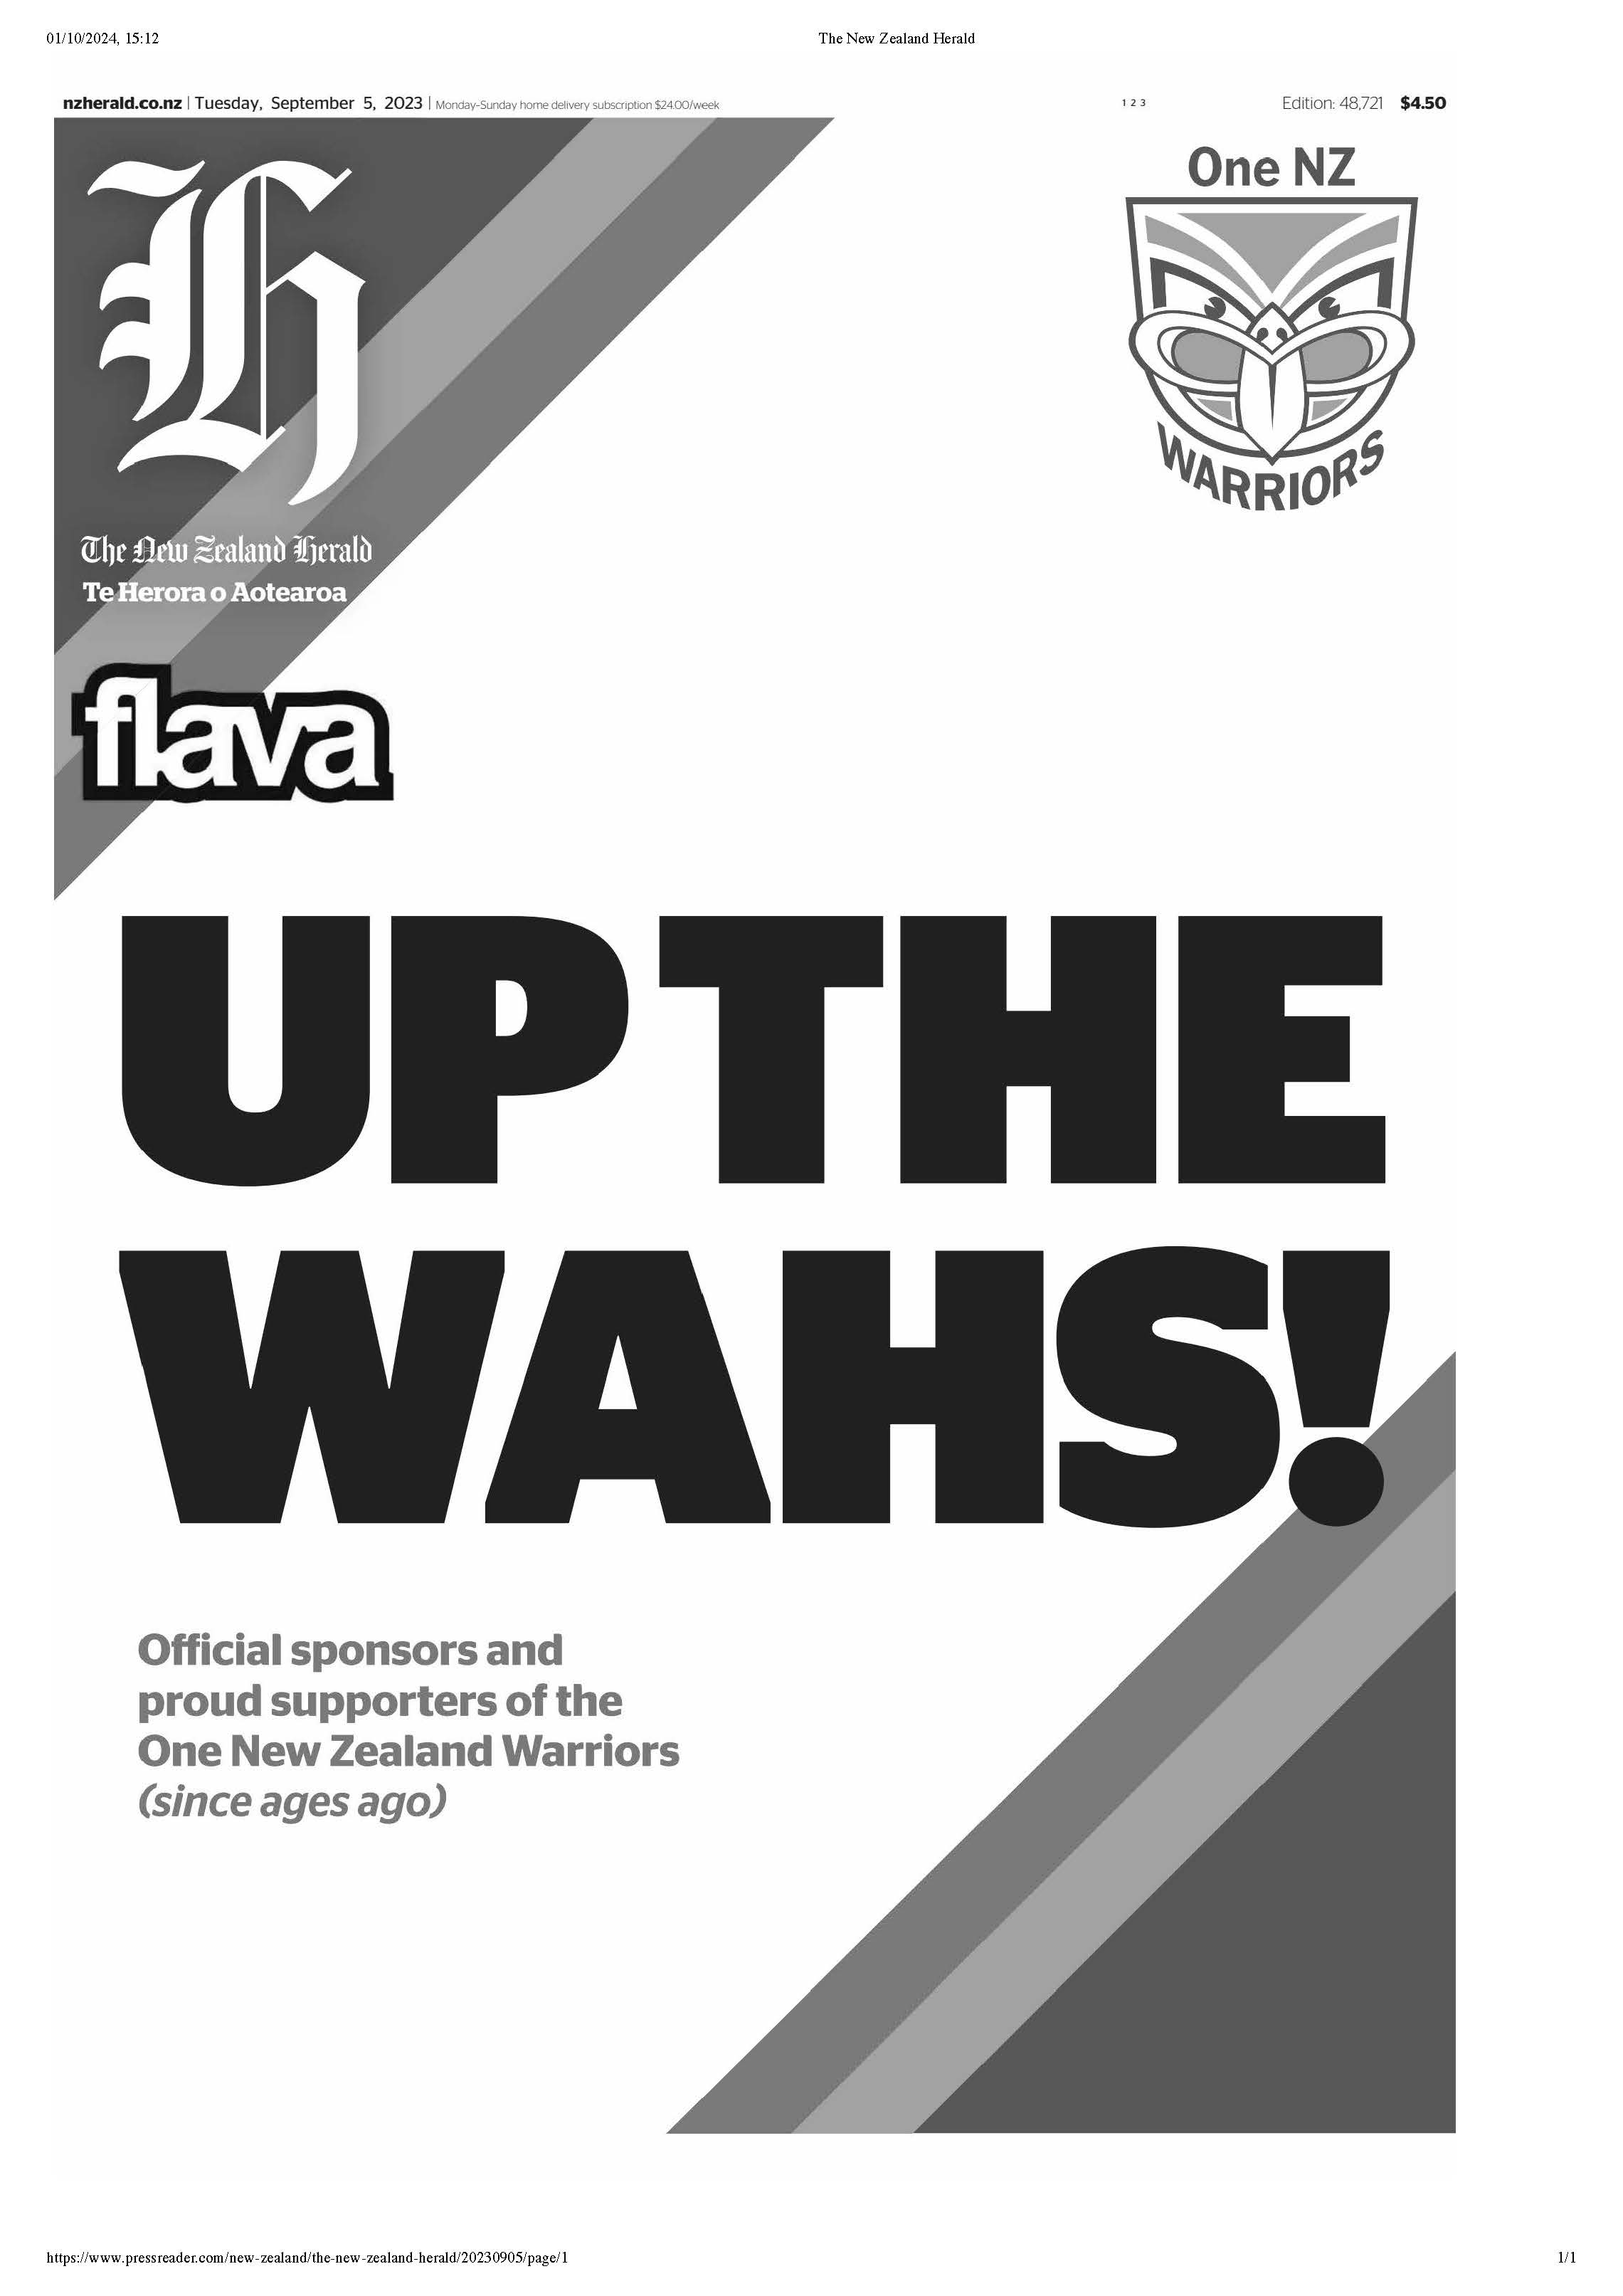 01/10/2024, 15:12 The New Zealand Herald
nzherald.co.nz | Tuesday, September 5, 2023 | Monday-Sunday home delivery subscription $24.00/week 1 2 3 Edition: 48,721 $4.50
H
One NZ
WARRIORS
The New Zealand Herald
Te Herora o Aotearoa
flava
UP THE
WAHS!
Official sponsors and
proud supporters of the
One New Zealand Warriors
(since ages ago)
https://www.pressreader.com/new-zealand/the-new-zealand-herald/20230905/page/1 1/1